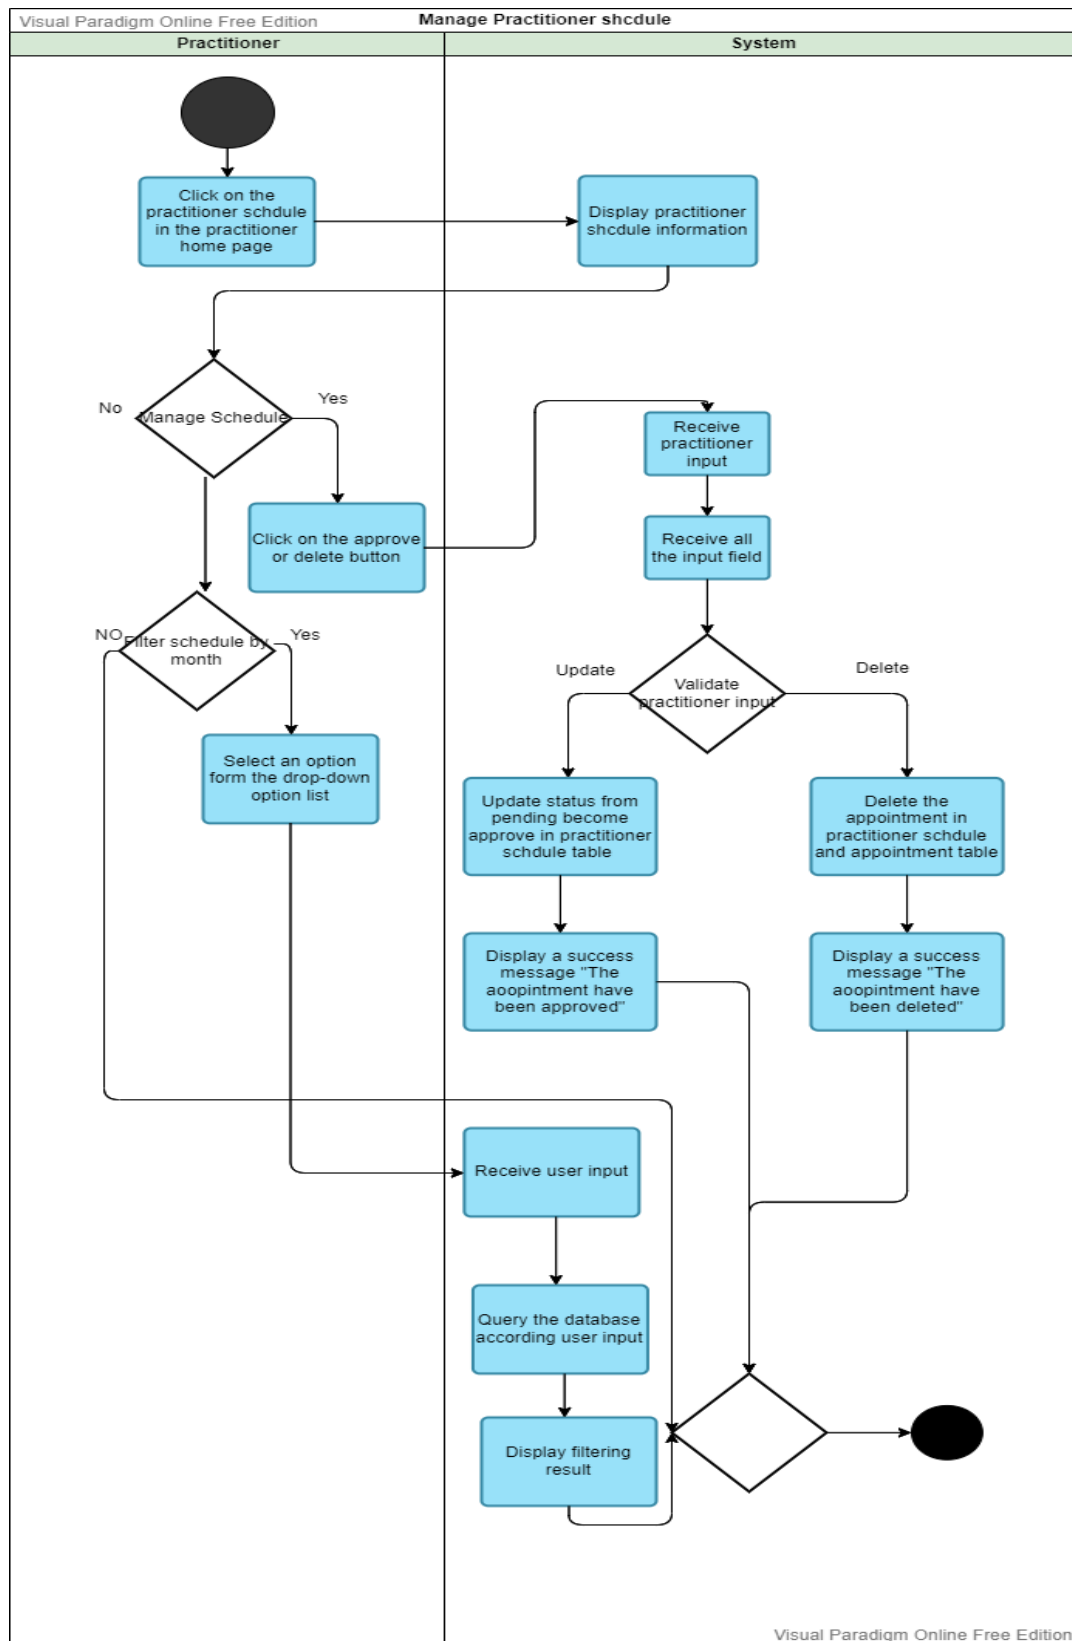 Visual Paradigm Online Free Edition
Manage Practitioner shcdule
Practitioner
System
Click on the
practitioner schdule
in the practitioner
home page
Display practitioner
shcdule information
No
Manage Schedule
Yes
Receive
practitioner
input
Click on the approve
or delete button
Receive all
the input field
NO
Filter schedule by
month
Yes
Update
Validate
practitioner input
Delete
Select an option
form the drop-down
option list
Update status from
pending become
approve in practitioner
schdule table
Delete the
appointment in
practitioner schdule
and appointment table
Display a success
message "The
aoopintment have
been approved"
Display a success
message "The
aoopintment have
been deleted"
Receive user input
Query the database
according user input
Display filtering
result
Visual Paradigm Online Free Edition